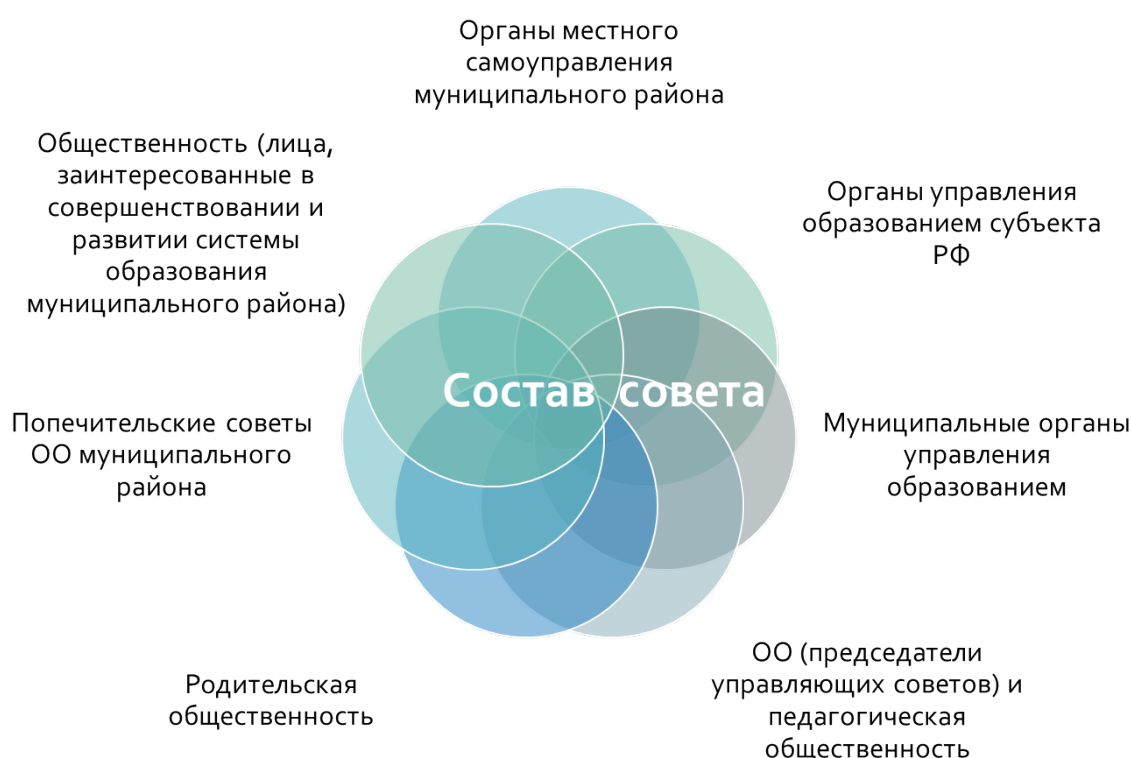 Органы местного
самоуправления
муниципального района
Общественность (лица,
заинтересованные в
совершенствовании и
развитии системы
образования
муниципального района)
Органы управления
образованием субъекта
РФ
Состав совета
Попечительские советы
ОО муниципального
района
Муниципальные органы
управления
образованием
Родительская
общественность
ОО (председатели
управляющих советов) и
педагогическая
общественность